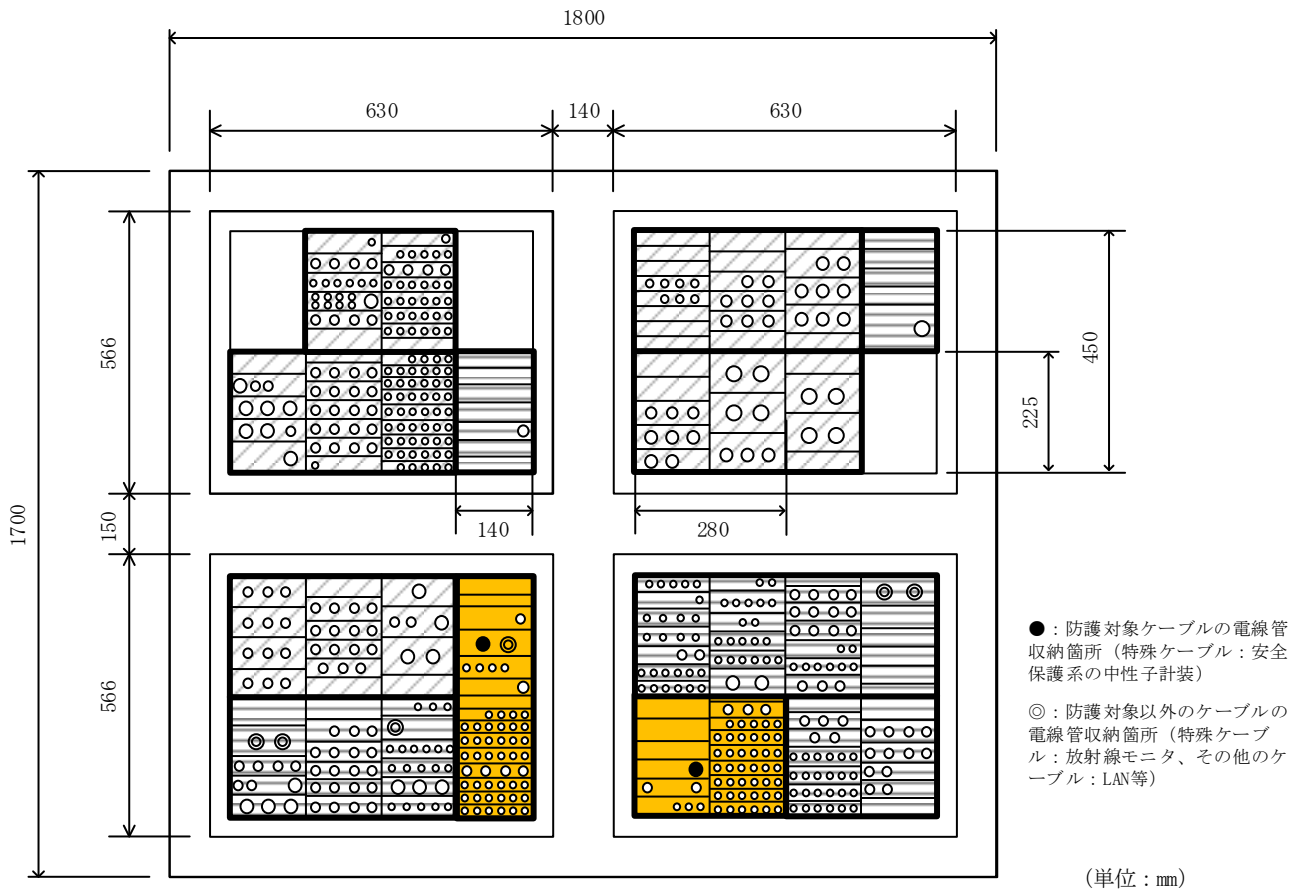 1800
630
140
630
1700
566
150
566
450
225
140
280
●：防護対象ケーブルの電線管
収納箇所（特殊ケーブル：安全
保護系の中性子計装）
◎：防護対象以外のケーブルの
電線管収納箇所（特殊ケーブ
ル：放射線モニタ、その他のケ
ーブル：LAN等）
（単位：㎜）